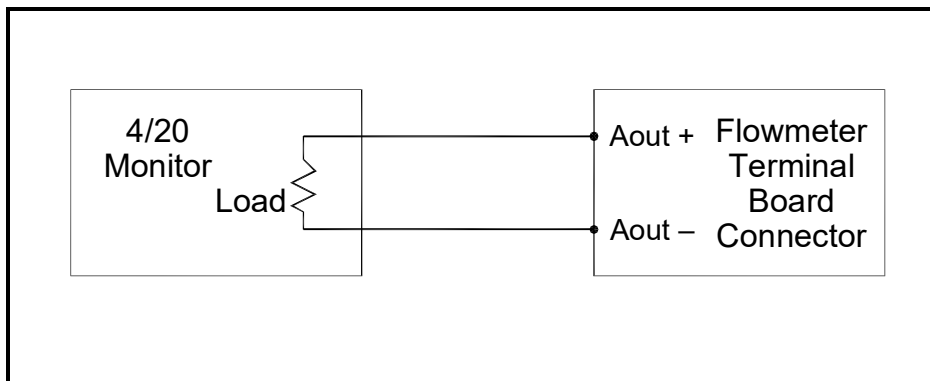 4/20
Monitor
Load
Aout +
Aout –
Flowmeter
Terminal
Board
Connector